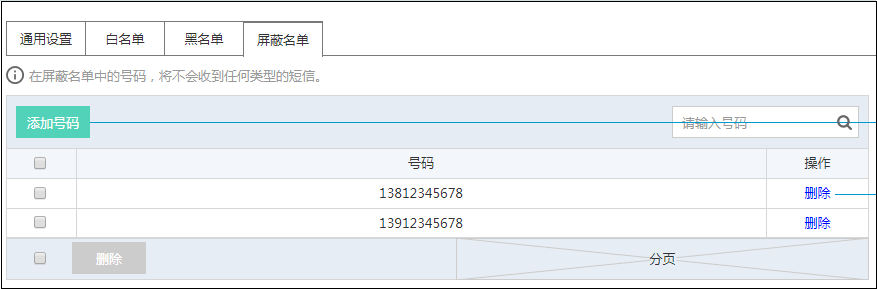 通用设置 白名单 黑名单 屏蔽名单
在屏蔽名单中的号码，将不会收到任何类型的短信。
添加号码 请输入号码
号码 操作
13812345678 删除
13912345678 删除
删除 分页